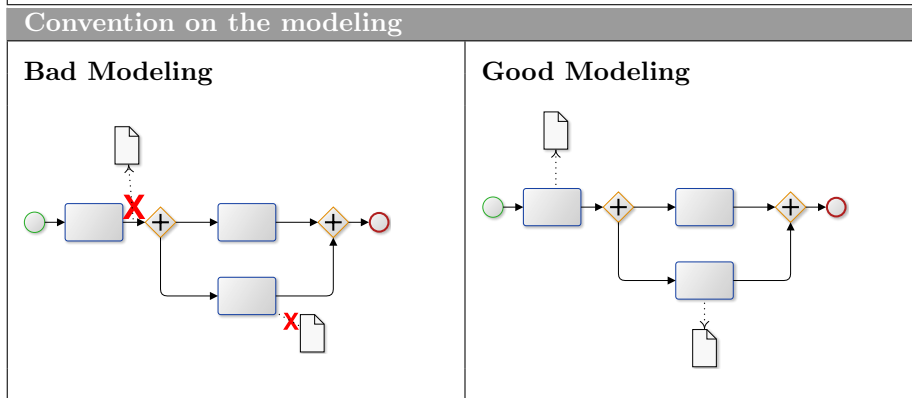 Convention on the modeling
Bad Modeling
Good Modeling
X
X